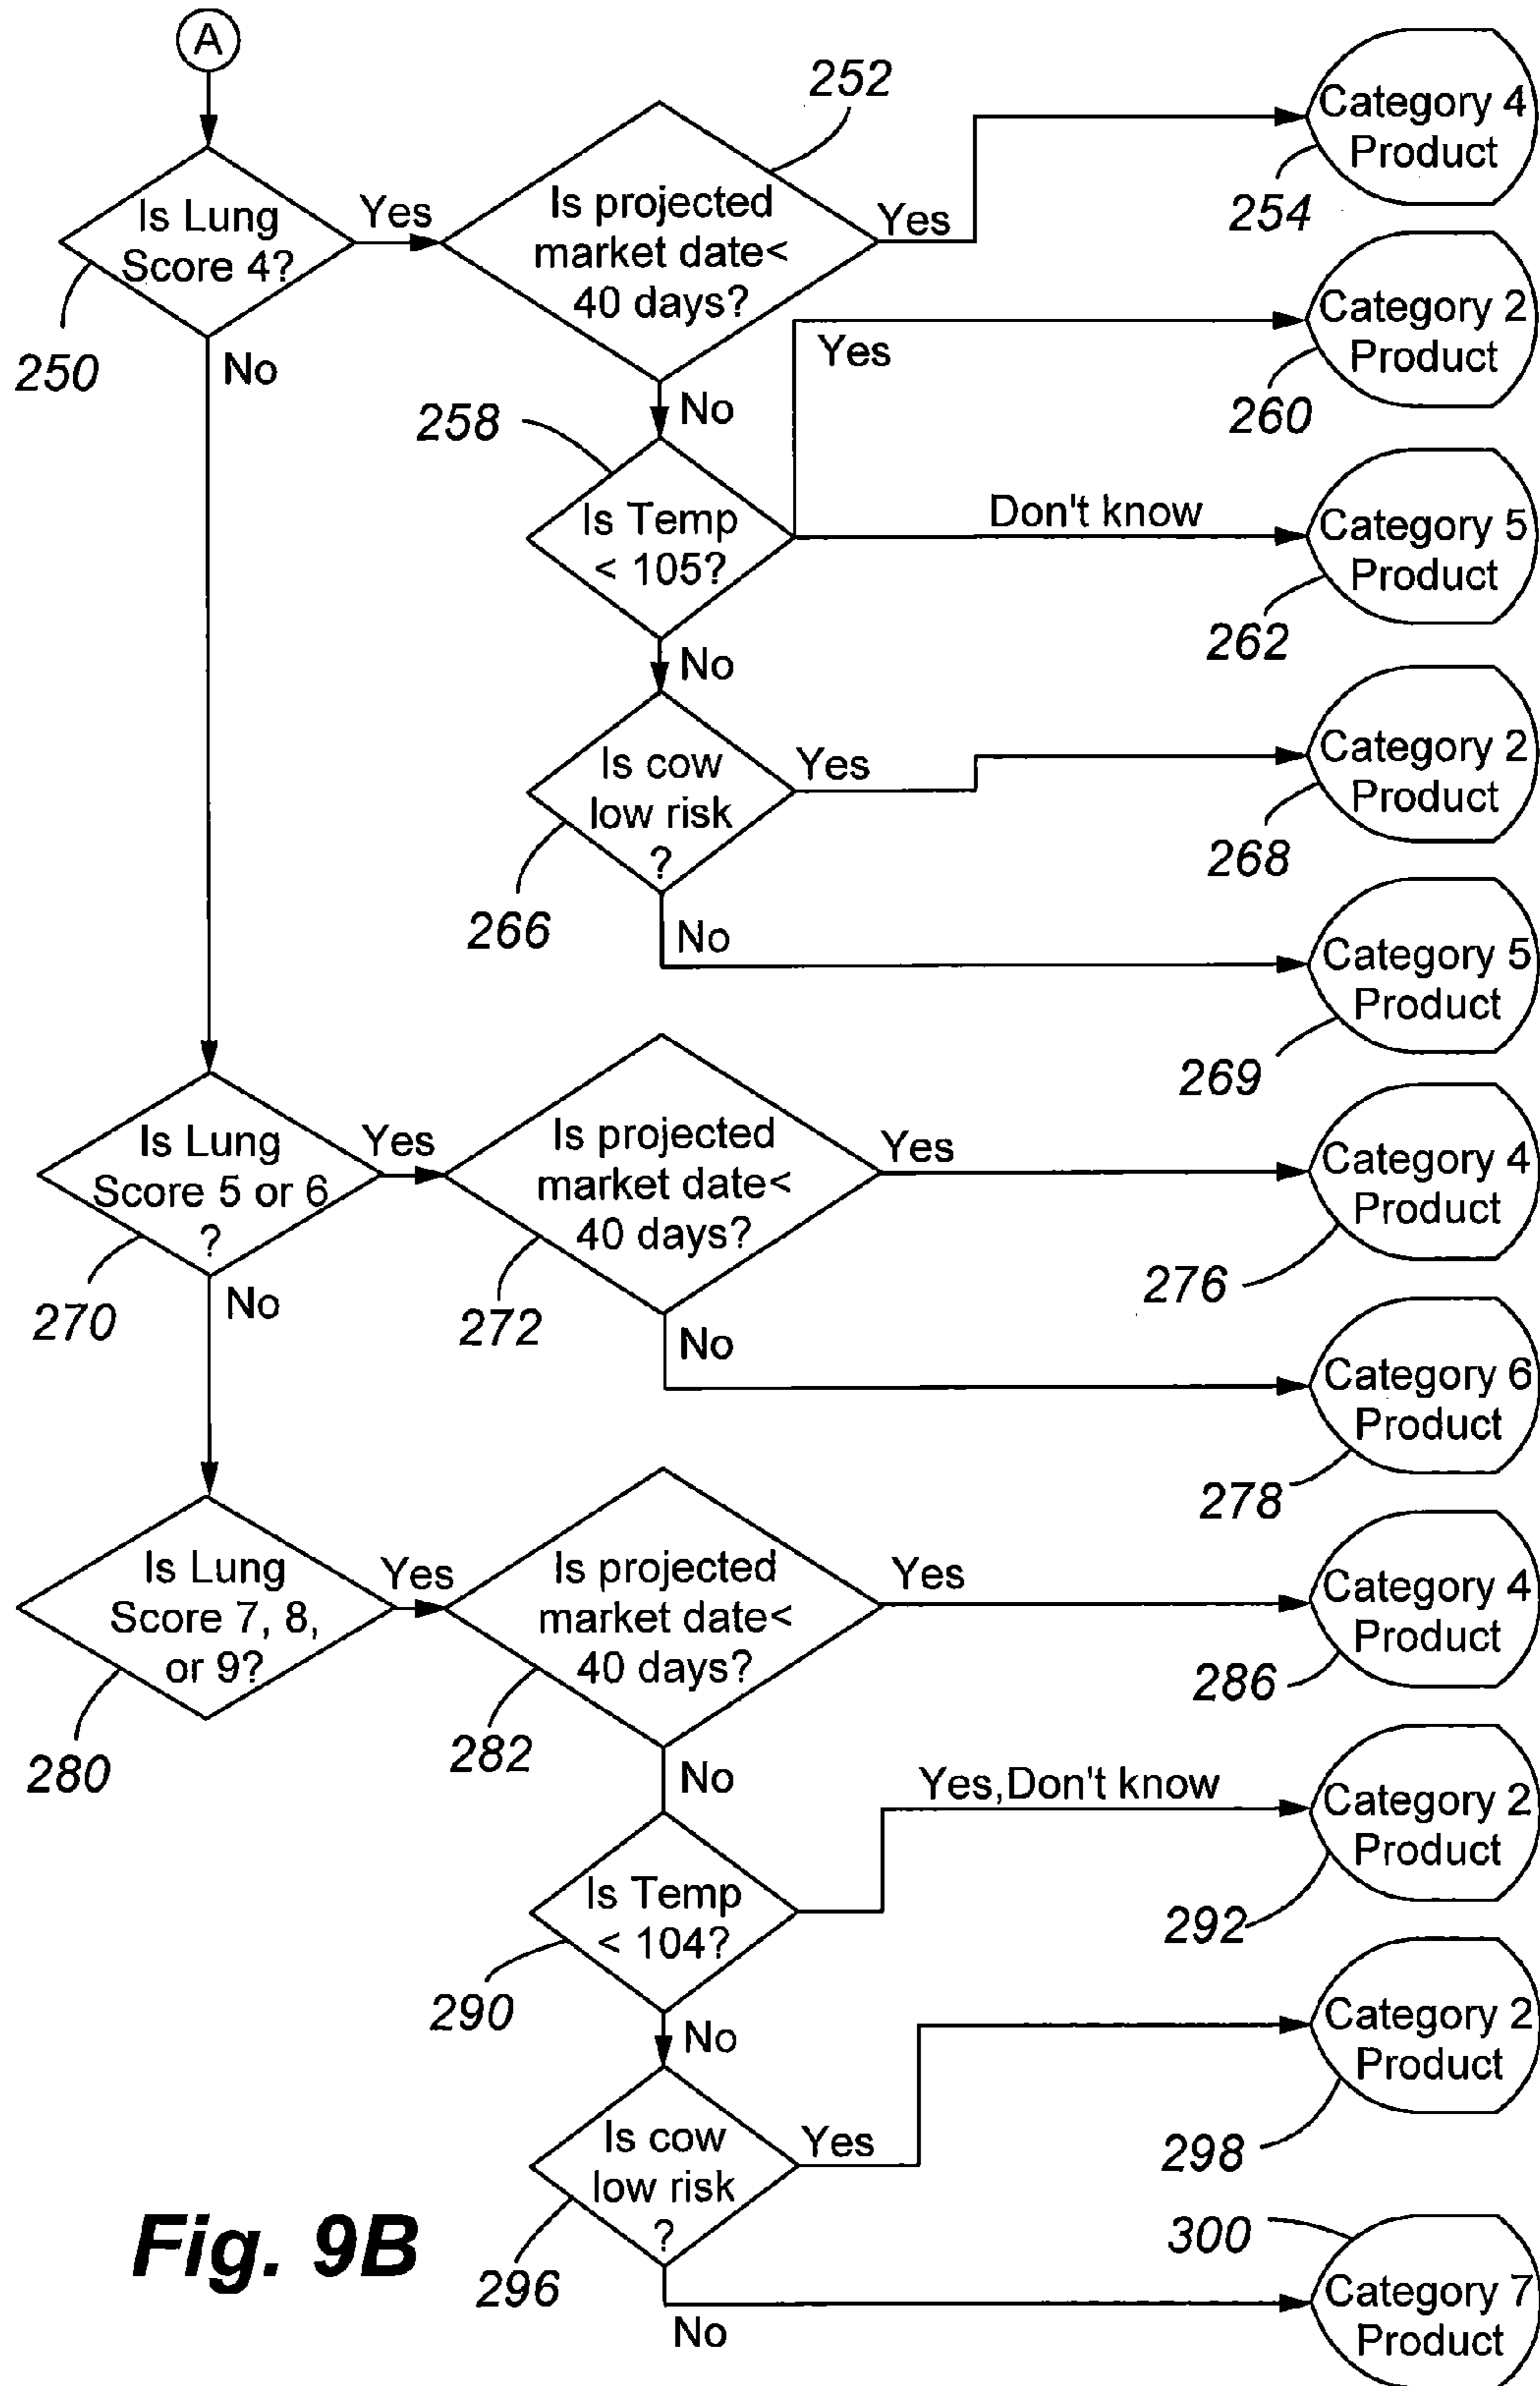 A
252
Category 4
Product
254
Is Lung
Score 4?
Yes
Is projected
market date<
40 days?
Yes
250
No
No
Category 2
Product
Yes
260
258
Is Temp
< 105?
Don't know
Category 5
Product
262
No
Is cow
low risk
?
Yes
Category 2
Product
268
266
No
Category 5
Product
269
Is Lung
Score 5 or 6
?
Yes
Is projected
market date<
40 days?
Yes
Category 4
Product
276
270
No
272
No
Category 6
Product
278
Is Lung
Score 7, 8,
or 9?
Yes
Is projected
market date<
40 days?
Yes
Category 4
Product
286
280
282
No
Yes,Don't know
Category 2
Product
292
Is Temp
< 104?
290
No
Category 2
Product
298
Is cow
low risk
?
Yes
296
No
300
Category 7
Product
Fig. 9B